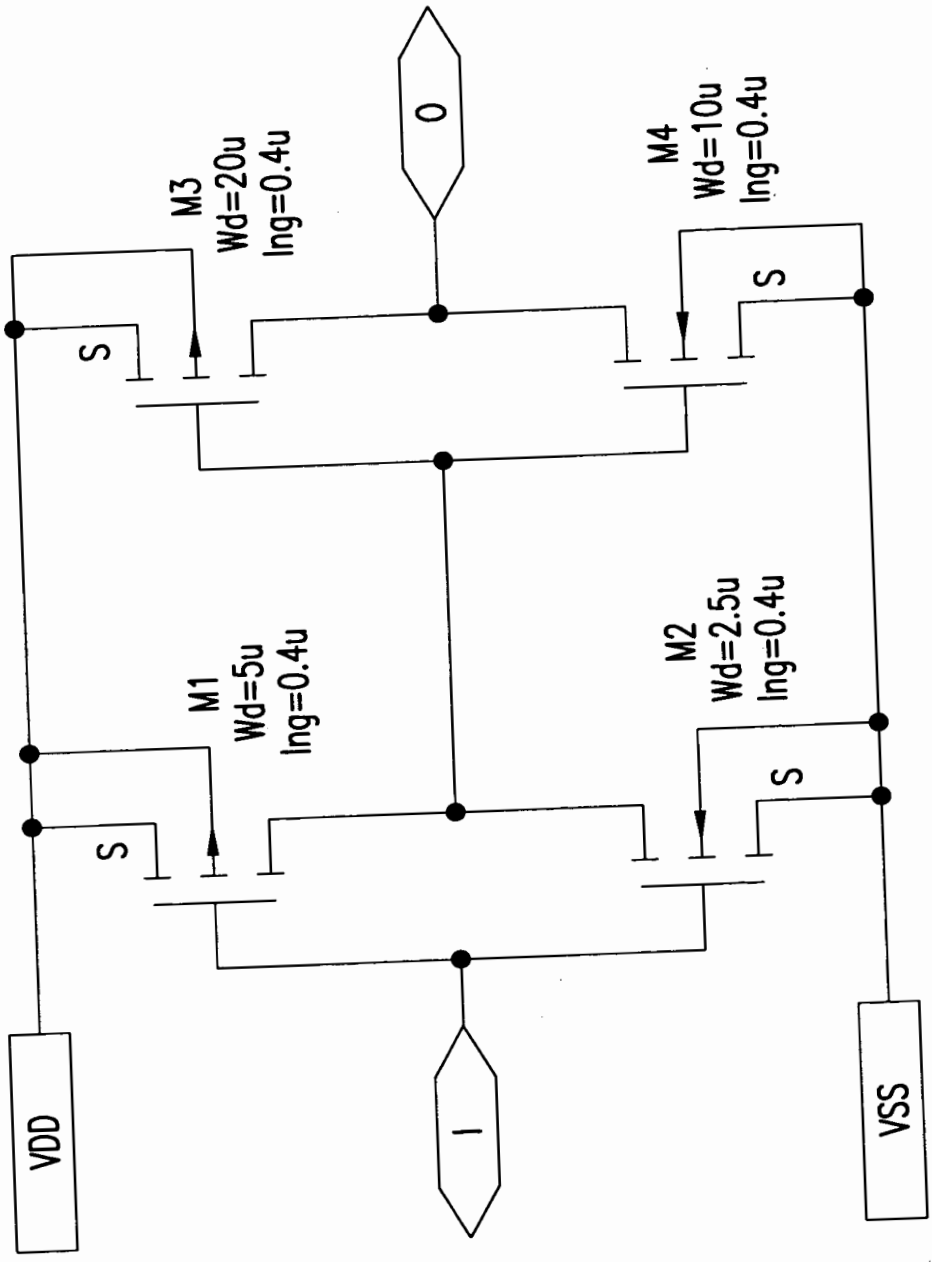 VDD
S
M1
Wd=5u
lng=0.4u
S
M3
Wd=20u
lng=0.4u
I
O
M2
Wd=2.5u
lng=0.4u
S
M4
Wd=10u
lng=0.4u
S
VSS